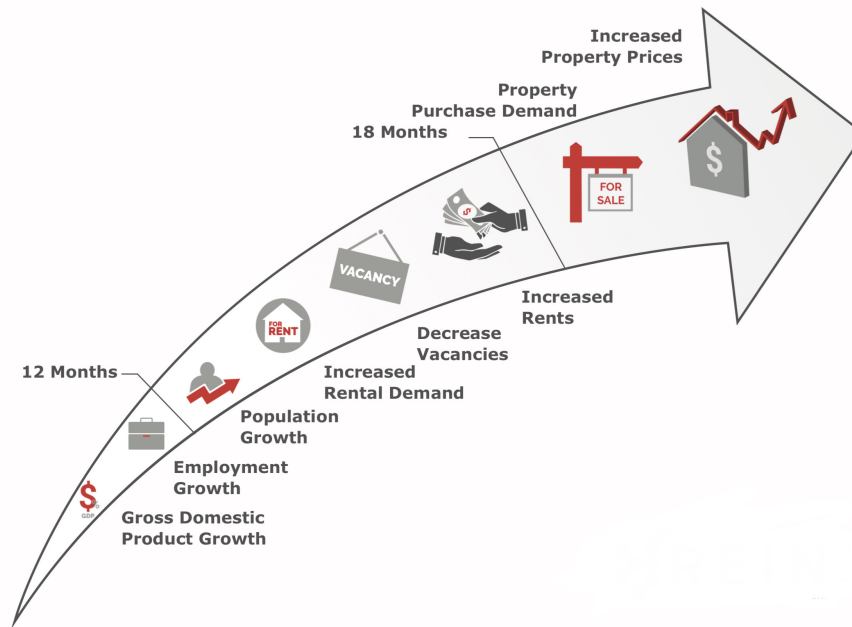 Increased
Property Prices
Property
Purchase Demand
18 Months
FOR
SALE
$
$
VACANCY
Increased
Rents
Decrease
Vacancies
FOR
RENT
Increased
Rental Demand
12 Months
Population
Growth
Employment
Growth
$
GDP
Gross Domestic
Product Growth